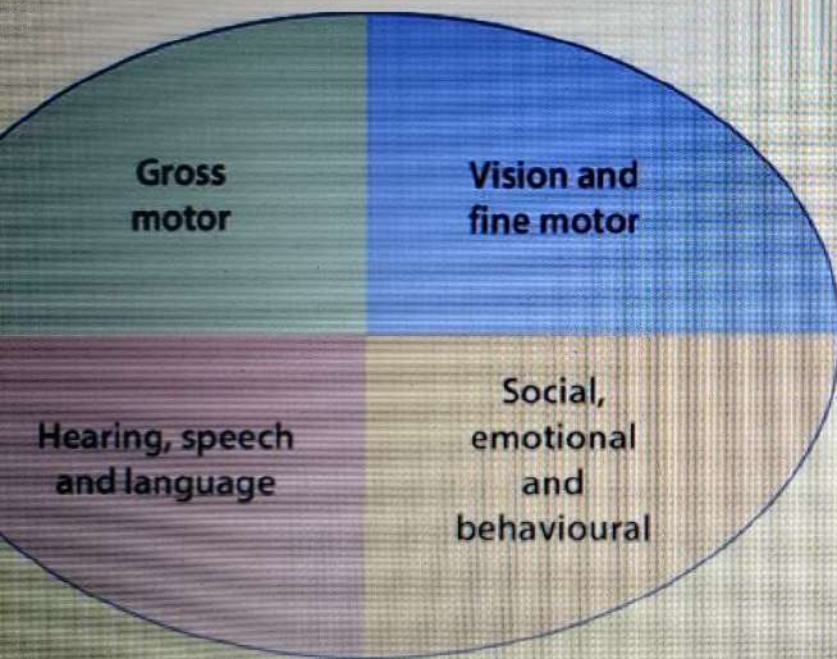 Gross
motor
Vision and
fine motor
Hearing, speech
and language
Social,
emotional
and
behavioural